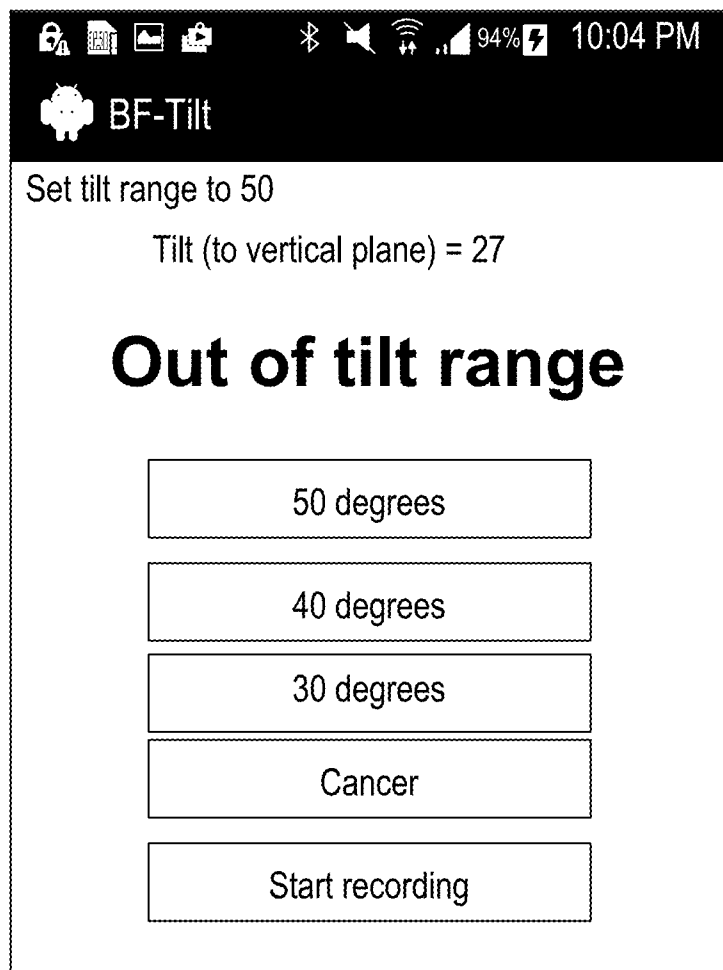 94% 10:04 PM
BF-Tilt
Set tilt range to 50
Tilt (to vertical plane) = 27
Out of tilt range
50 degrees
40 degrees
30 degrees
Cancer
Start recording